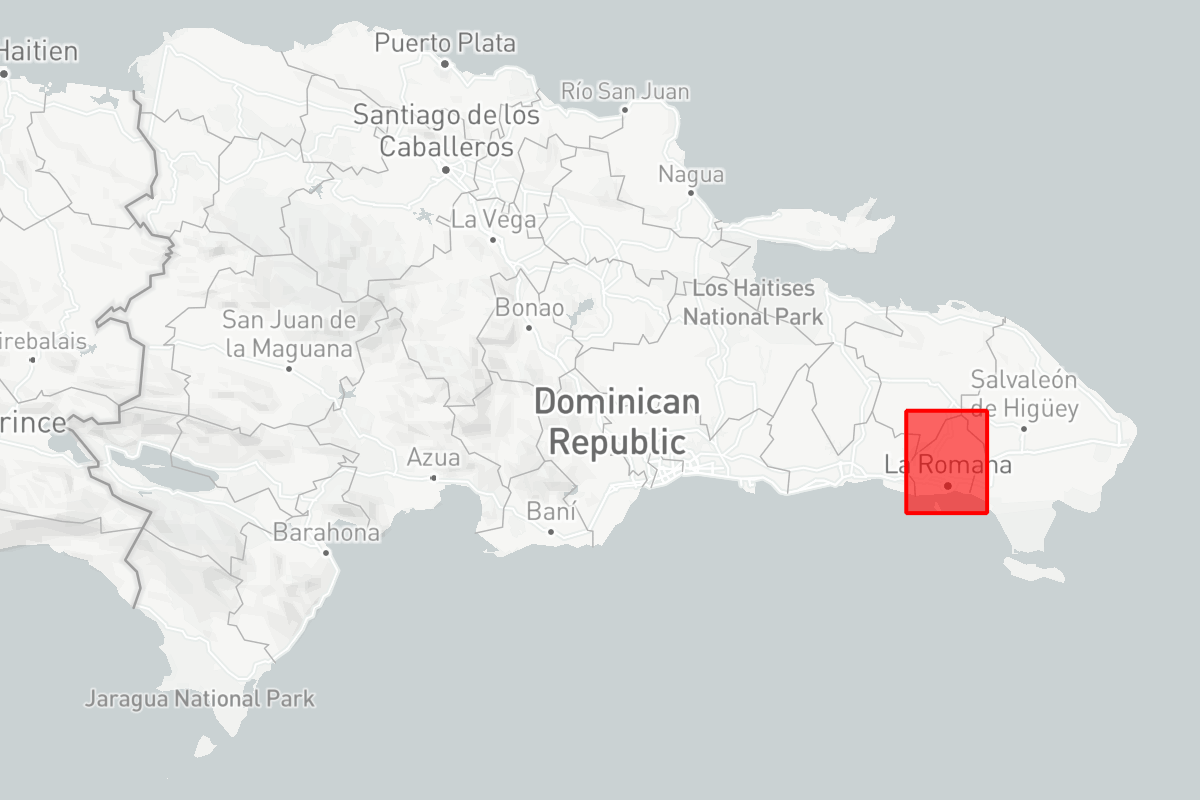 Haitien
Puerto Plata
Río San Juan
Santiago de los
Caballeros
Nagua
La Vega
Los Haitises
National Park
Bonao
San Juan de
la Maguana
irebalais
Salvaleón
de Higüey
Dominican
Republic
rince
Azua
La Romana
Baní
Barahona
Jaragua National Park